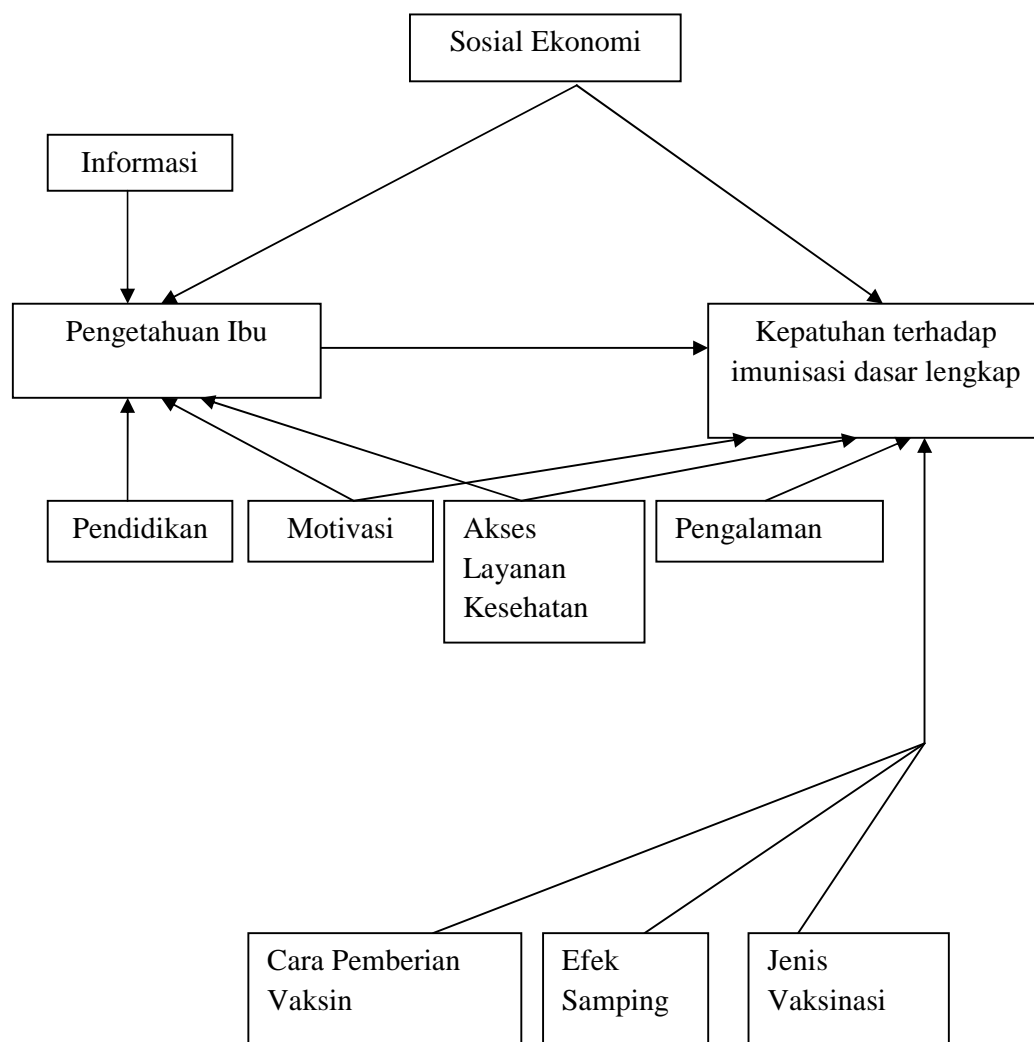 Sosial Ekonomi
Informasi
Pengetahuan Ibu
Kepatuhan terhadap
imunisasi dasar lengkap
Pendidikan
Motivasi
Akses
Layanan
Kesehatan
Pengalaman
Cara Pemberian
Vaksin
Efek
Samping
Jenis
Vaksinasi